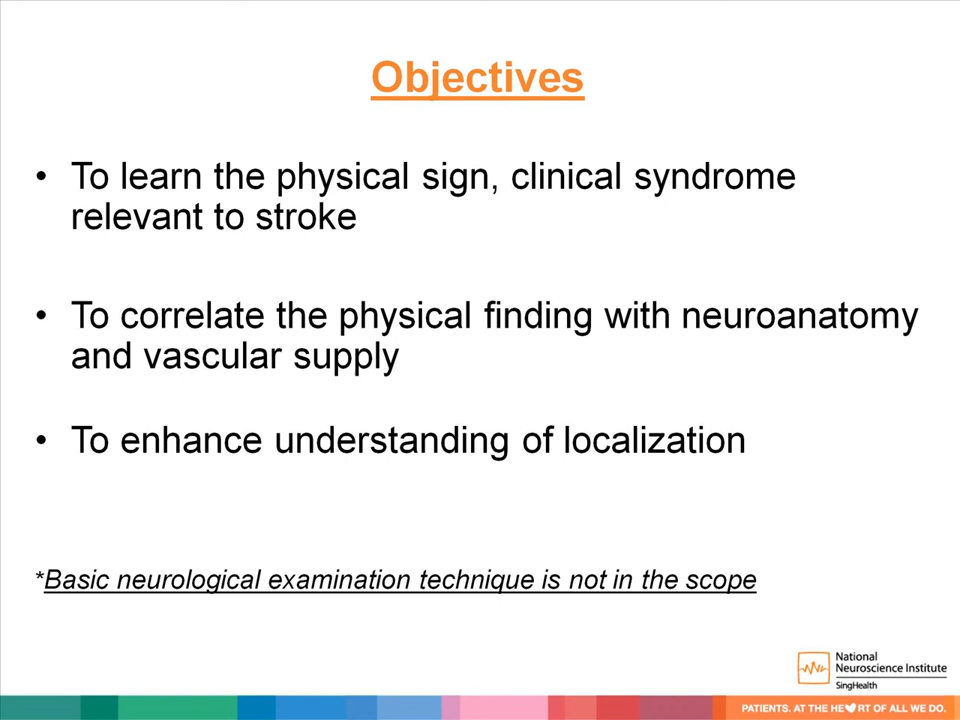 Objectives
• To learn the physical sign, clinical syndrome
relevant to stroke
• To correlate the physical finding with neuroanatomy
and vascular supply
• To enhance understanding of localization
*Basic neurological examination technique is not in the scope
National
Neuroscience Institute
SingHealth
PATIENTS. AT THE HE♥RT OF ALL WE DO.